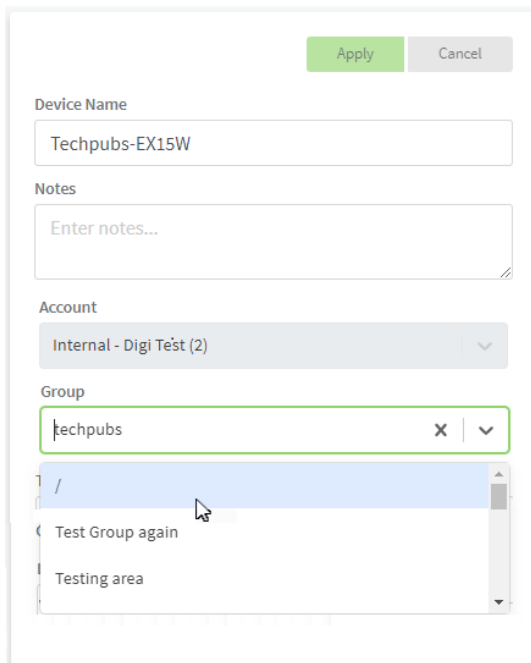 Apply Cancel
Device Name
Techpubs-EX15W
Notes
Enter notes...
Account
Internal - Digi Test (2)
Group
techpubs
/
Test Group again
Testing area